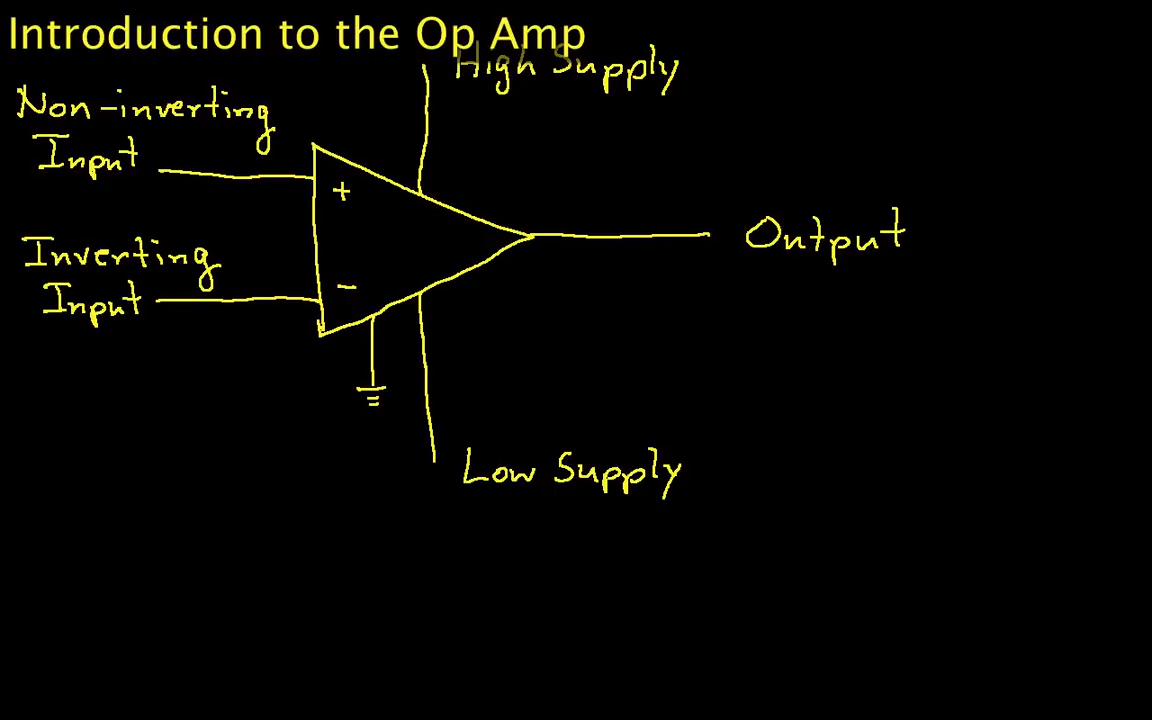 Introduction to the Op Amp
High Supply
Non-inverting
Input
+
Inverting
Input
-
Output
Low Supply